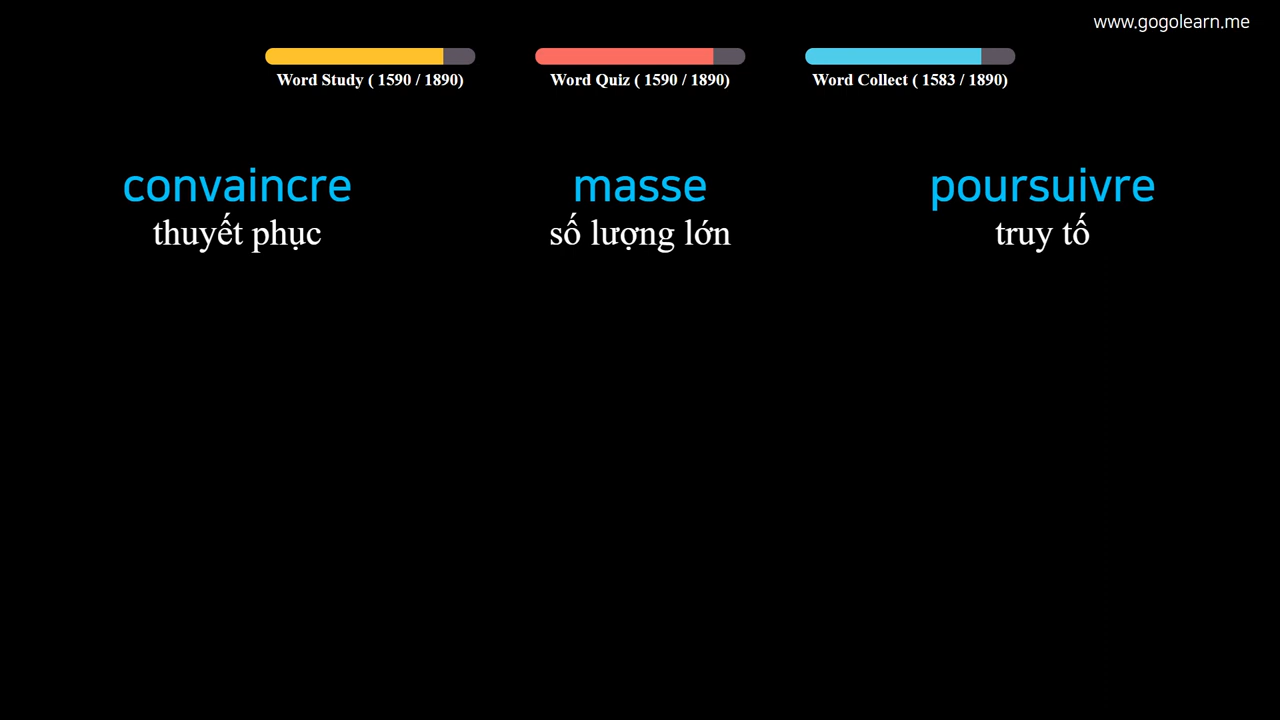 www.gogolearn.me
Word Study ( 1590 / 1890)
Word Quiz ( 1590 / 1890)
Word Collect ( 1583 / 1890)
convaincre
thuyết phục
masse
số lượng lớn
poursuivre
truy tố